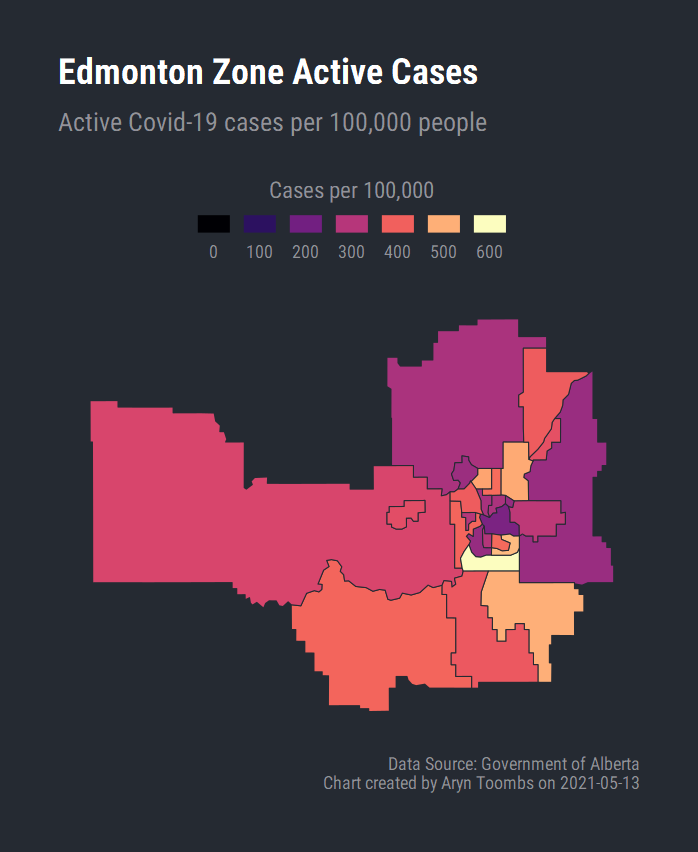 Edmonton Zone Active Cases
Active Covid-19 cases per 100,000 people
Cases per 100,000
0 100 200 300 400 500 600
Data Source: Government of Alberta
Chart created by Aryn Toombs on 2021-05-13